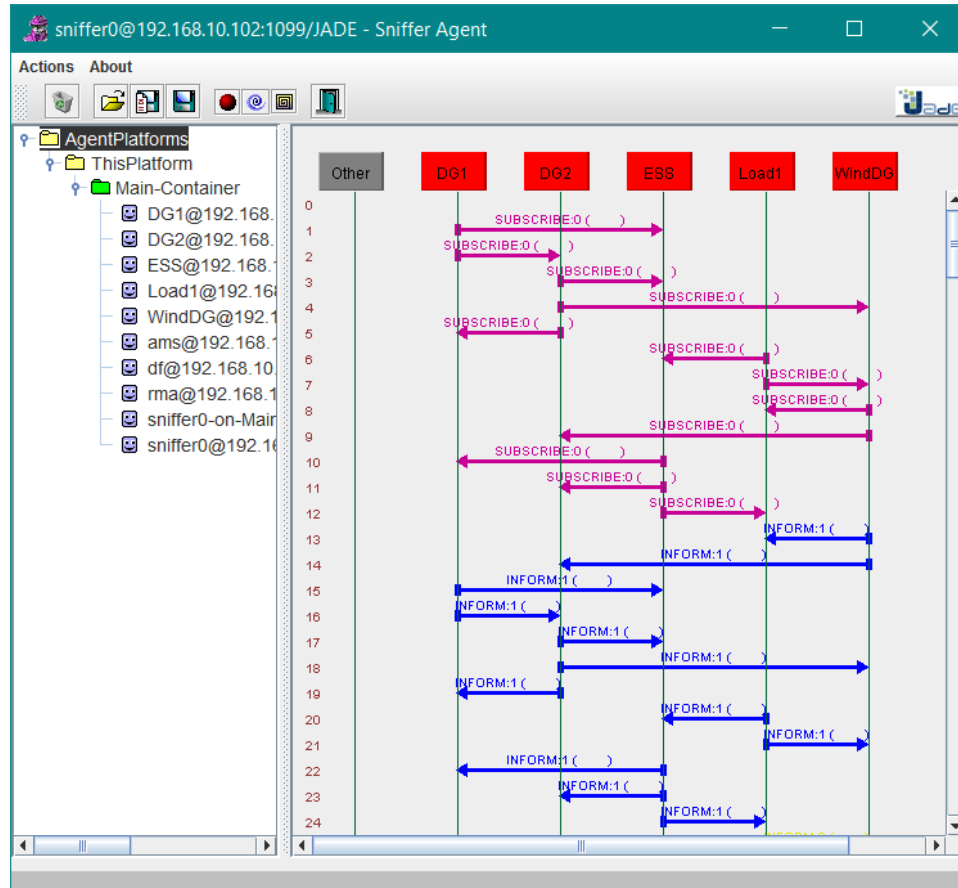 sniffer0@192.168.10.102:1099/JADE - Sniffer Agent
Actions About
Jade
AgentPlatforms
ThisPlatform
Main-Container
DG1@192.168.
DG2@192.168.
ESS@192.168.1
Load1@192.168
WindDG@192.1
ams@192.168.1
df@192.168.10.
rma@192.168.1
sniffer0-on-Main
sniffer0@192.16
Other DG1 DG2 ESS Load1 WindDG
0
1 SUBSCRIBE:0 ( )
2 SUBSCRIBE:0 ( )
3 SUBSCRIBE:0 ( )
4 SUBSCRIBE:0 ( )
5 SUBSCRIBE:0 ( )
6 SUBSCRIBE:0 ( )
7 SUBSCRIBE:0 ( )
8 SUBSCRIBE:0 ( )
9 SUBSCRIBE:0 ( )
10 SUBSCRIBE:0 ( )
11 SUBSCRIBE:0 ( )
12 SUBSCRIBE:0 ( )
13 INFORM:1 ( )
14 INFORM:1 ( )
15 INFORM:1 ( )
16 INFORM:1 ( )
17 INFORM:1 ( )
18 INFORM:1 ( )
19 INFORM:1 ( )
20 INFORM:1 ( )
21 INFORM:1 ( )
22 INFORM:1 ( )
23 INFORM:1 ( )
24 INFORM:1 ( )